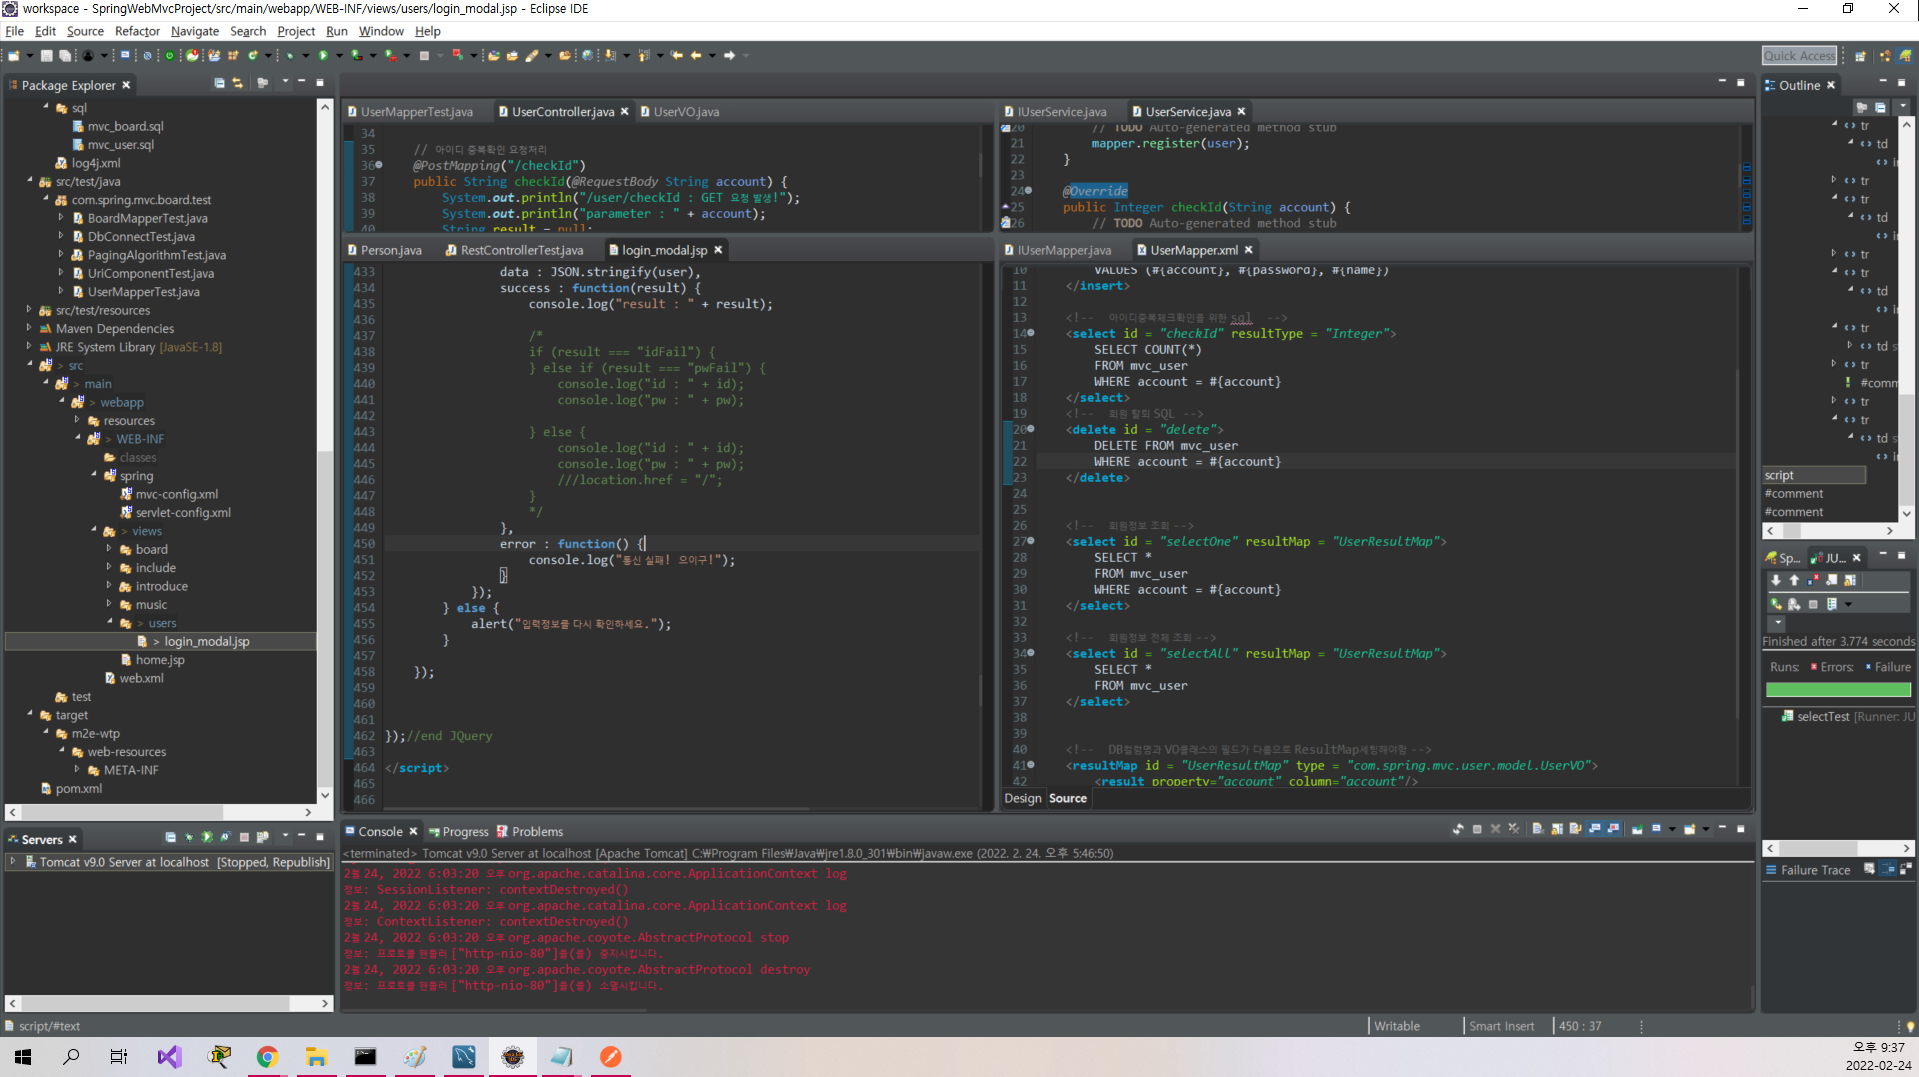 workspace - SpringWebMvcProject/src/main/webapp/WEB-INF/views/users/login_modal.jsp - Eclipse IDE
File Edit Source Refactor Navigate Search Project Run Window Help
Quick Access
Package Explorer
sql
mvc_board.sql
mvc_user.sql
log4j.xml
src/test/java
com.spring.mvc.board.test
BoardMapperTest.java
DbConnectTest.java
PagingAlgorithmTest.java
UriComponentTest.java
UserMapperTest.java
src/test/resources
Maven Dependencies
JRE System Library [JavaSE-1.8]
> src
> main
> webapp
resources
> WEB-INF
classes
spring
mvc-config.xml
servlet-config.xml
> views
board
include
introduce
music
> users
> login_modal.jsp
home.jsp
web.xml
test
target
m2e-wtp
web-resources
META-INF
pom.xml
Servers
Tomcat v9.0 Server at localhost [Stopped, Republish]
UserMapperTest.java UserController.java UserVO.java
34
35 // 아이디 중복확인 요청처리
36 @PostMapping("/checkId")
37 public String checkId(@RequestBody String account) {
38 System.out.println("/user/checkId : GET 요청 발생!");
39 System.out.println("parameter : " + account);
40 String result = null;
IUserService.java UserService.java
20 // TODO Auto-generated method stub
21 mapper.register(user);
22 }
23
24 @Override
25 public Integer checkId(String account) {
26 // TODO Auto-generated method stub
Person.java RestControllerTest.java login_modal.jsp
433 data : JSON.stringify(user),
434 success : function(result) {
435 console.log("result : " + result);
436
437 /*
438 if (result === "idFail") {
439 } else if (result === "pwFail") {
440 console.log("id : " + id);
441 console.log("pw : " + pw);
442
443 } else {
444 console.log("id : " + id);
445 console.log("pw : " + pw);
446 ///location.href = "/";
447 }
448 */
449 },
450 error : function() {
451 console.log("통신 실패! 으이구!");
452 }
453 });
454 } else {
455 alert("입력정보를 다시 확인하세요.");
456 }
457
458 });
459
460
461
462 });//end JQuery
463
464 </script>
465
466
IUserMapper.java UserMapper.xml
10 VALUES (#{account}, #{password}, #{name})
11 </insert>
12
13 <!-- 아이디중복체크확인을 위한 sql -->
14 <select id = "checkId" resultType = "Integer">
15 SELECT COUNT(*)
16 FROM mvc_user
17 WHERE account = #{account}
18 </select>
19 <!-- 회원 탈퇴 SQL -->
20 <delete id = "delete">
21 DELETE FROM mvc_user
22 WHERE account = #{account}
23 </delete>
24
25
26 <!-- 회원정보 조회 -->
27 <select id = "selectOne" resultMap = "UserResultMap">
28 SELECT *
29 FROM mvc_user
30 WHERE account = #{account}
31 </select>
32
33 <!-- 회원정보 전체 조회 -->
34 <select id = "selectAll" resultMap = "UserResultMap">
35 SELECT *
36 FROM mvc_user
37 </select>
38
39
40 <!-- DB컬럼명과 VO클래스의 필드가 다름으로 ResultMap세팅해야함 -->
41 <resultMap id = "UserResultMap" type = "com.spring.mvc.user.model.UserVO">
42 <result property="account" column="account"/>
Design Source
Console Progress Problems
<terminated> Tomcat v9.0 Server at localhost [Apache Tomcat] C:₩Program Files₩Java₩jre1.8.0_301₩bin₩javaw.exe (2022. 2. 24. 오후 5:46:50)
2월 24, 2022 6:03:20 오후 org.apache.catalina.core.ApplicationContext log
정보: SessionListener: contextDestroyed()
2월 24, 2022 6:03:20 오후 org.apache.catalina.core.ApplicationContext log
정보: ContextListener: contextDestroyed()
2월 24, 2022 6:03:20 오후 org.apache.coyote.AbstractProtocol stop
정보: 프로토콜 핸들러 ["http-nio-80"]을(를) 중지시킵니다.
2월 24, 2022 6:03:20 오후 org.apache.coyote.AbstractProtocol destroy
정보: 프로토콜 핸들러 ["http-nio-80"]을(를) 소멸시킵니다.
Outline
tr
td
in
tr
tr
td
in
tr
tr
td
in
tr
td s
tr
#comm
tr
tr
td s
in
script
#comment
#comment
Sp... JU...
Finished after 3.774 seconds
Runs: Errors: Failure
selectTest [Runner: JU
Failure Trace
script/#text
Writable Smart Insert 450 : 37
오후 9:37
2022-02-24